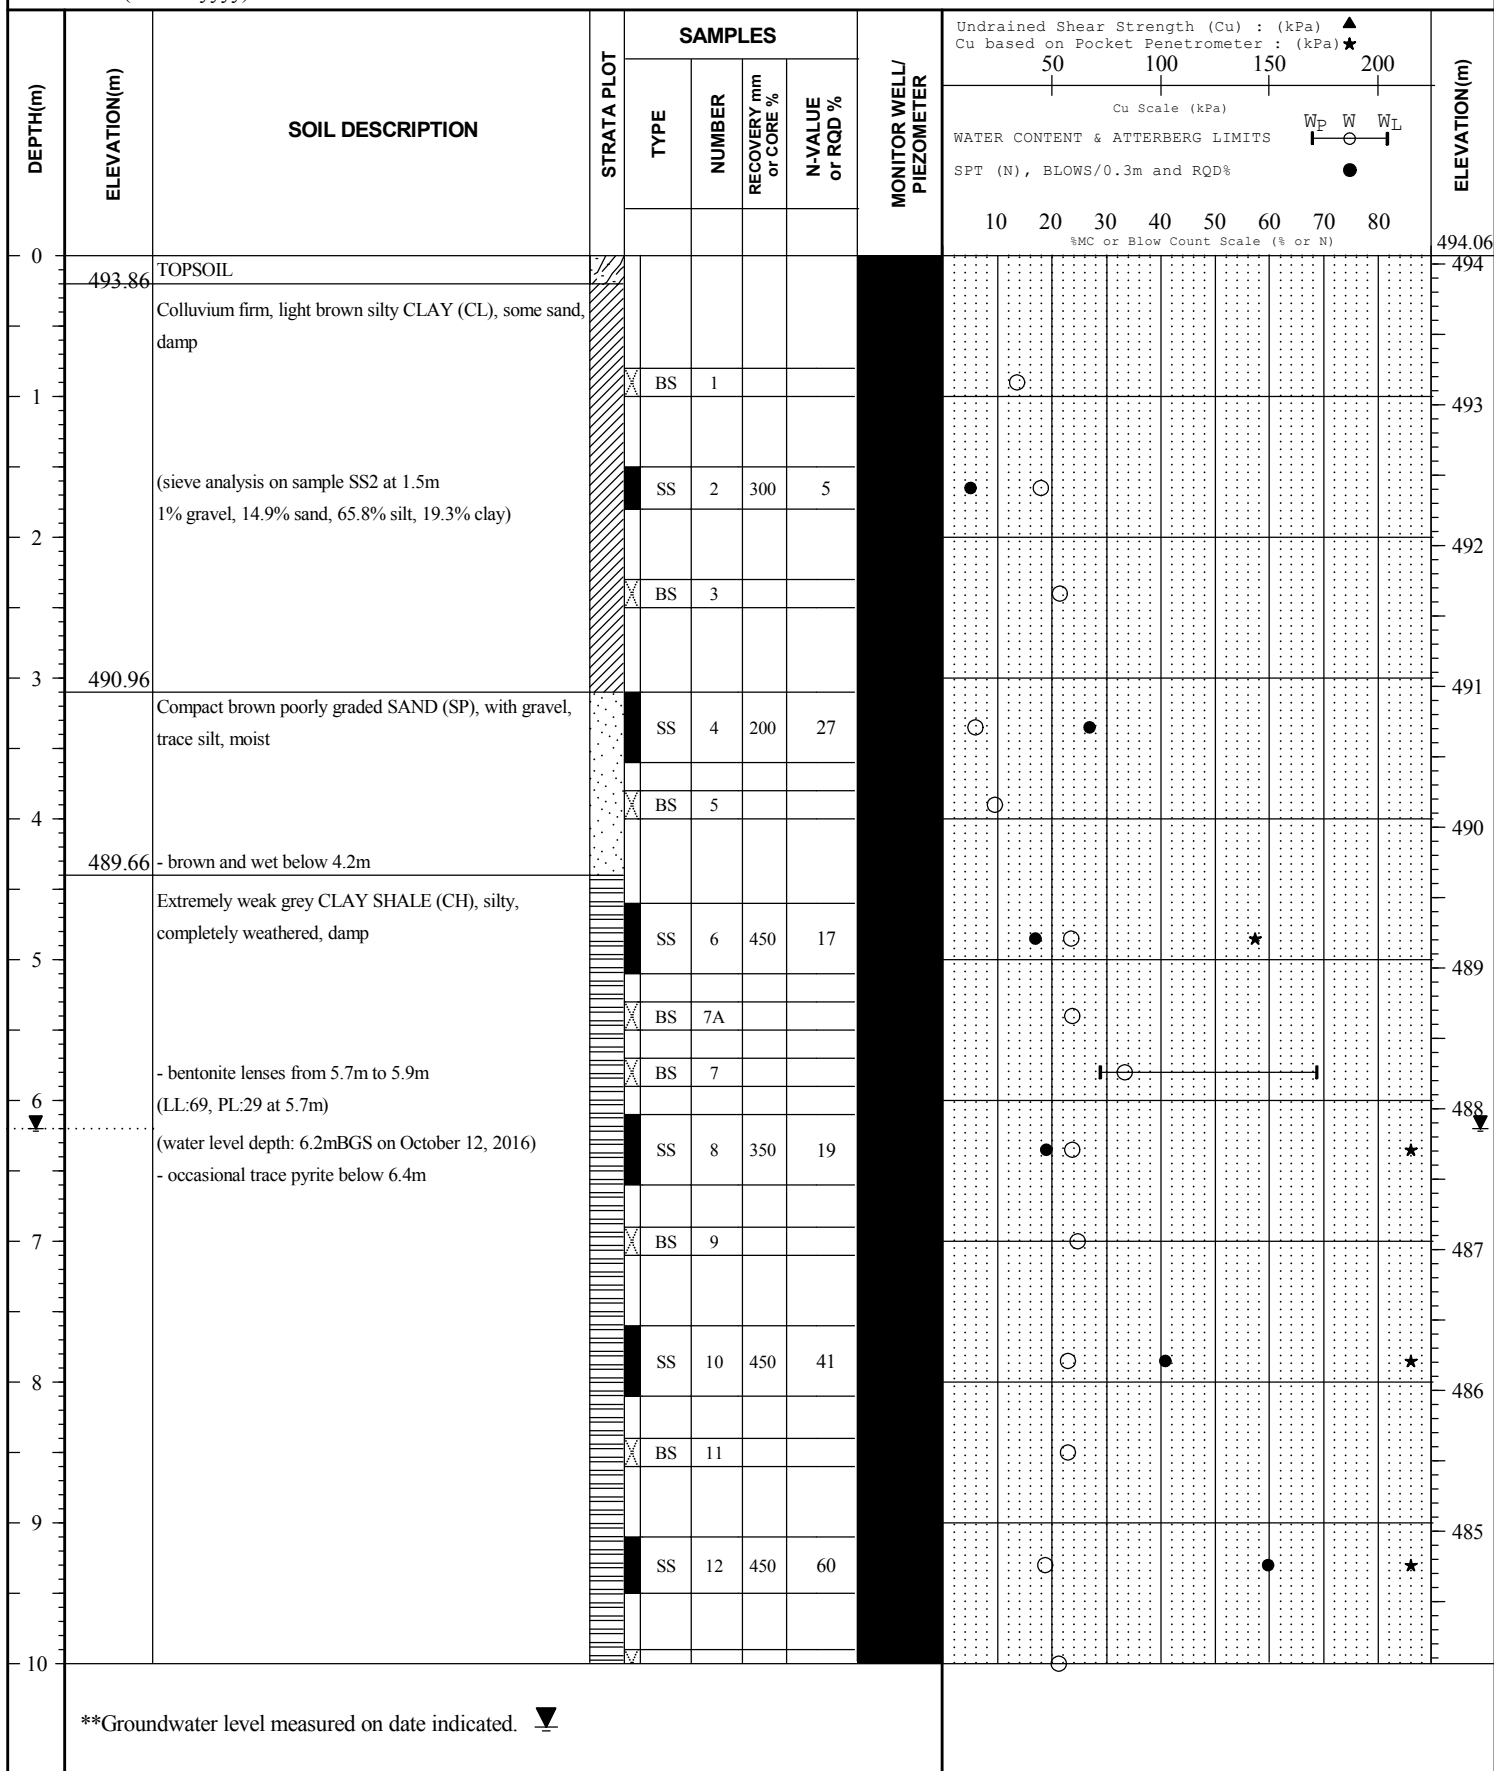 Undrained Shear Strength (Cu) : (kPa)
Cu based on Pocket Penetrometer : (kPa)
50 100 150 200
Cu Scale (kPa)
WATER CONTENT & ATTERBERG LIMITS
WP W WL
SPT (N), BLOWS/0.3m and RQD%
10 20 30 40 50 60 70 80
%MC or Blow Count Scale (% or N)
DEPTH(m)
ELEVATION(m)
SOIL DESCRIPTION
STRATA PLOT
SAMPLES
TYPE
NUMBER
RECOVERY mm
or CORE %
N-VALUE
or RQD %
MONITOR WELL/
PIEZOMETER
ELEVATION(m)
494.06
0
494
493.86 TOPSOIL
Colluvium firm, light brown silty CLAY (CL), some sand,
damp
BS 1
1
493
(sieve analysis on sample SS2 at 1.5m
1% gravel, 14.9% sand, 65.8% silt, 19.3% clay)
SS 2 300 5
2
492
BS 3
3
490.96
491
Compact brown poorly graded SAND (SP), with gravel,
trace silt, moist
SS 4 200 27
BS 5
4
490
489.66 - brown and wet below 4.2m
Extremely weak grey CLAY SHALE (CH), silty,
completely weathered, damp
SS 6 450 17
5
489
BS 7A
- bentonite lenses from 5.7m to 5.9m
BS 7
(LL:69, PL:29 at 5.7m)
6
488
(water level depth: 6.2mBGS on October 12, 2016)
SS 8 350 19
- occasional trace pyrite below 6.4m
7
BS 9
487
SS 10 450 41
8
486
BS 11
9
485
SS 12 450 60
10
**Groundwater level measured on date indicated.